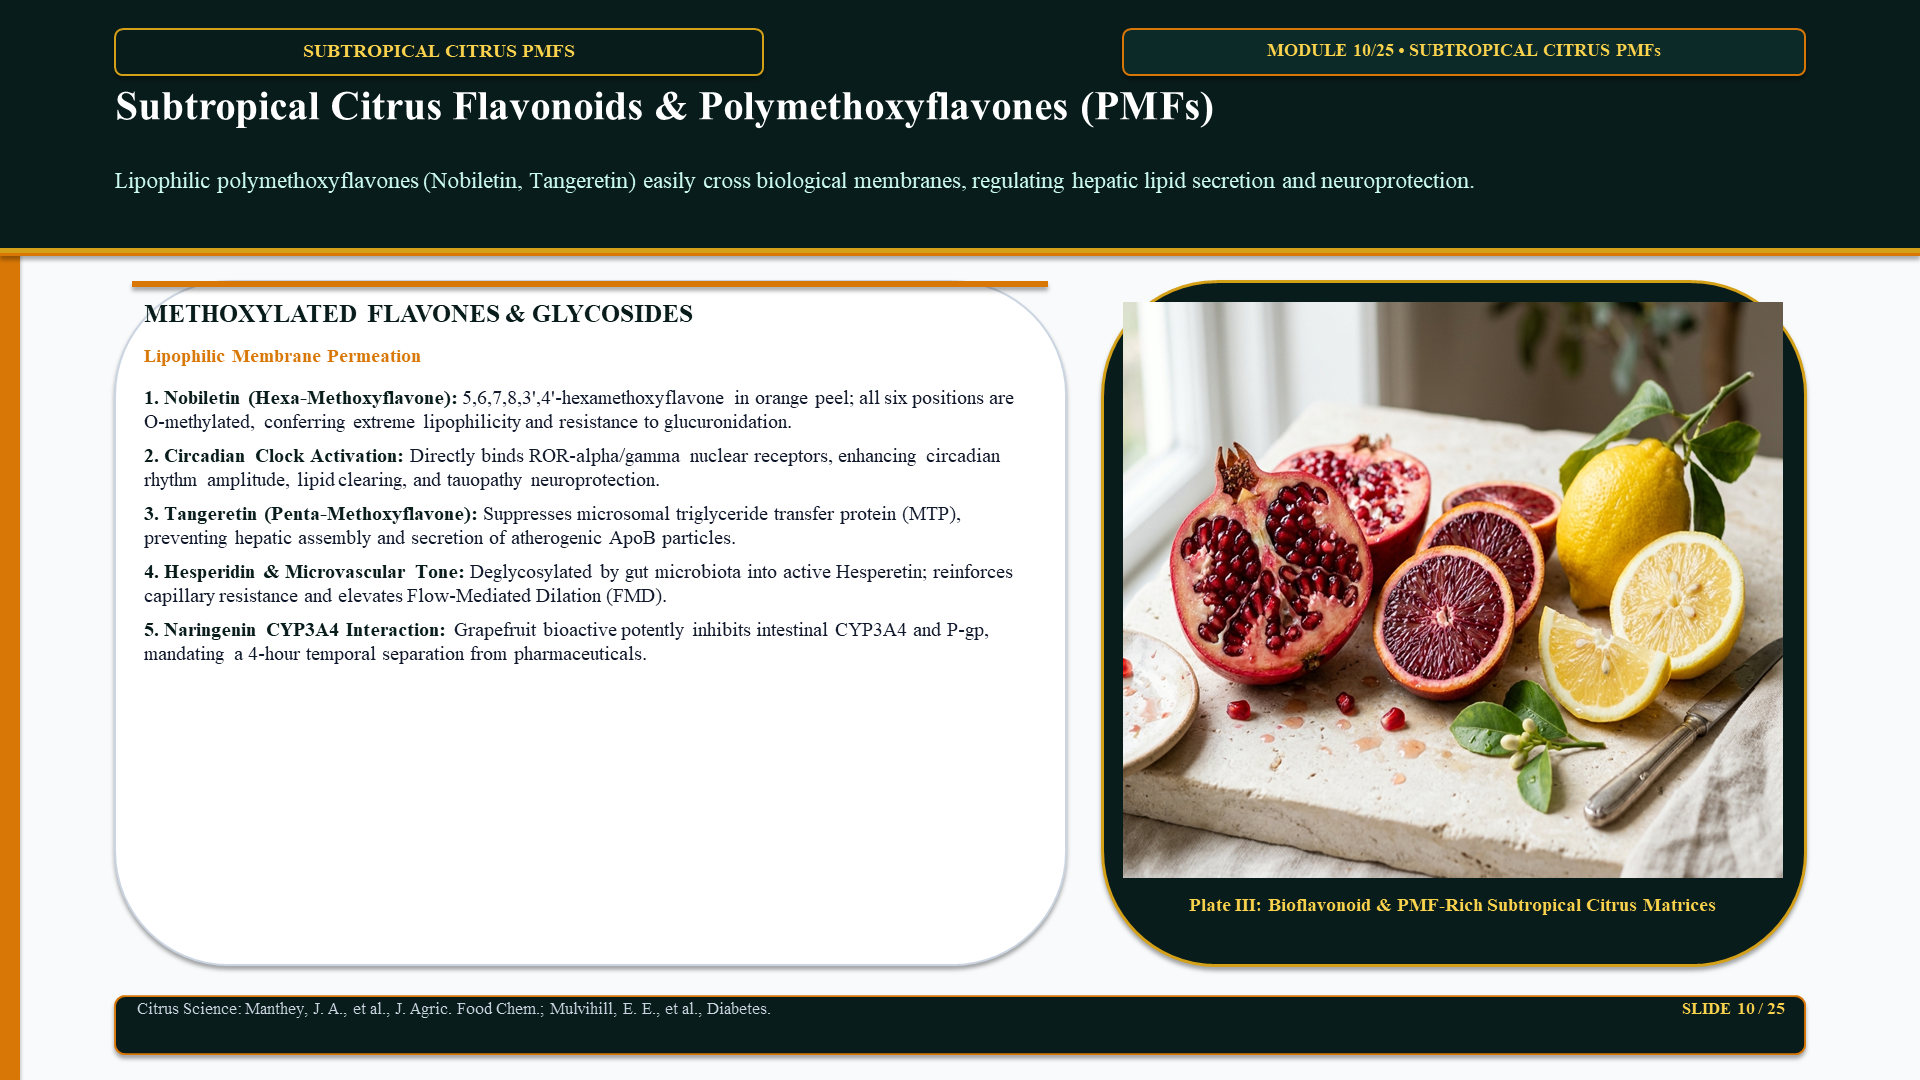 SUBTROPICAL CITRUS PMFS
MODULE 10/25 • SUBTROPICAL CITRUS PMFs
Subtropical Citrus Flavonoids & Polymethoxyflavones (PMFs)
Lipophilic polymethoxyflavones (Nobiletin, Tangeretin) easily cross biological membranes, regulating hepatic lipid secretion and neuroprotection.
METHOXYLATED FLAVONES & GLYCOSIDES
Lipophilic Membrane Permeation
1. Nobiletin (Hexa-Methoxyflavone): 5,6,7,8,3',4'-hexamethoxyflavone in orange peel; all six positions are
O-methylated, conferring extreme lipophilicity and resistance to glucuronidation.
2. Circadian Clock Activation: Directly binds ROR-alpha/gamma nuclear receptors, enhancing circadian
rhythm amplitude, lipid clearing, and tauopathy neuroprotection.
3. Tangeretin (Penta-Methoxyflavone): Suppresses microsomal triglyceride transfer protein (MTP),
preventing hepatic assembly and secretion of atherogenic ApoB particles.
4. Hesperidin & Microvascular Tone: Deglycosylated by gut microbiota into active Hesperetin; reinforces
capillary resistance and elevates Flow-Mediated Dilation (FMD).
5. Naringenin CYP3A4 Interaction: Grapefruit bioactive potently inhibits intestinal CYP3A4 and P-gp,
mandating a 4-hour temporal separation from pharmaceuticals.
Plate III: Bioflavonoid & PMF-Rich Subtropical Citrus Matrices
Citrus Science: Manthey, J. A., et al., J. Agric. Food Chem.; Mulvihill, E. E., et al., Diabetes.
SLIDE 10 / 25